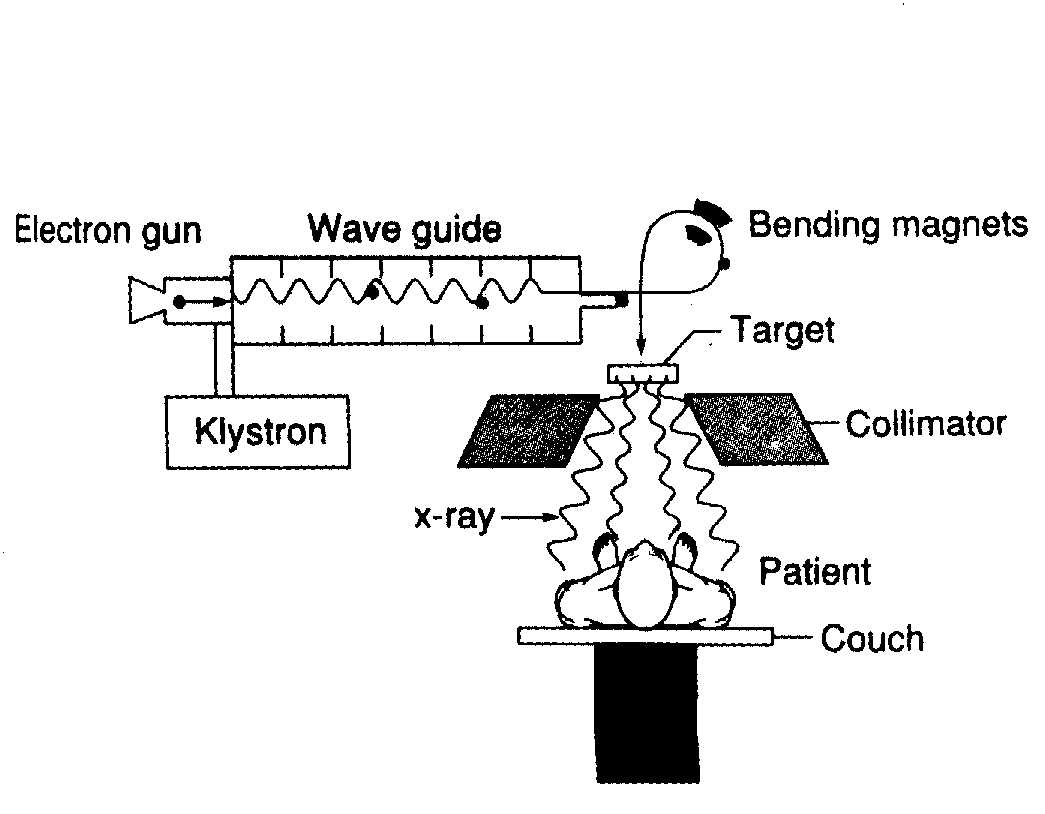 Electron gun
Wave guide
Bending magnets
Target
Klystron
Collimator
x-ray
Patient
Couch